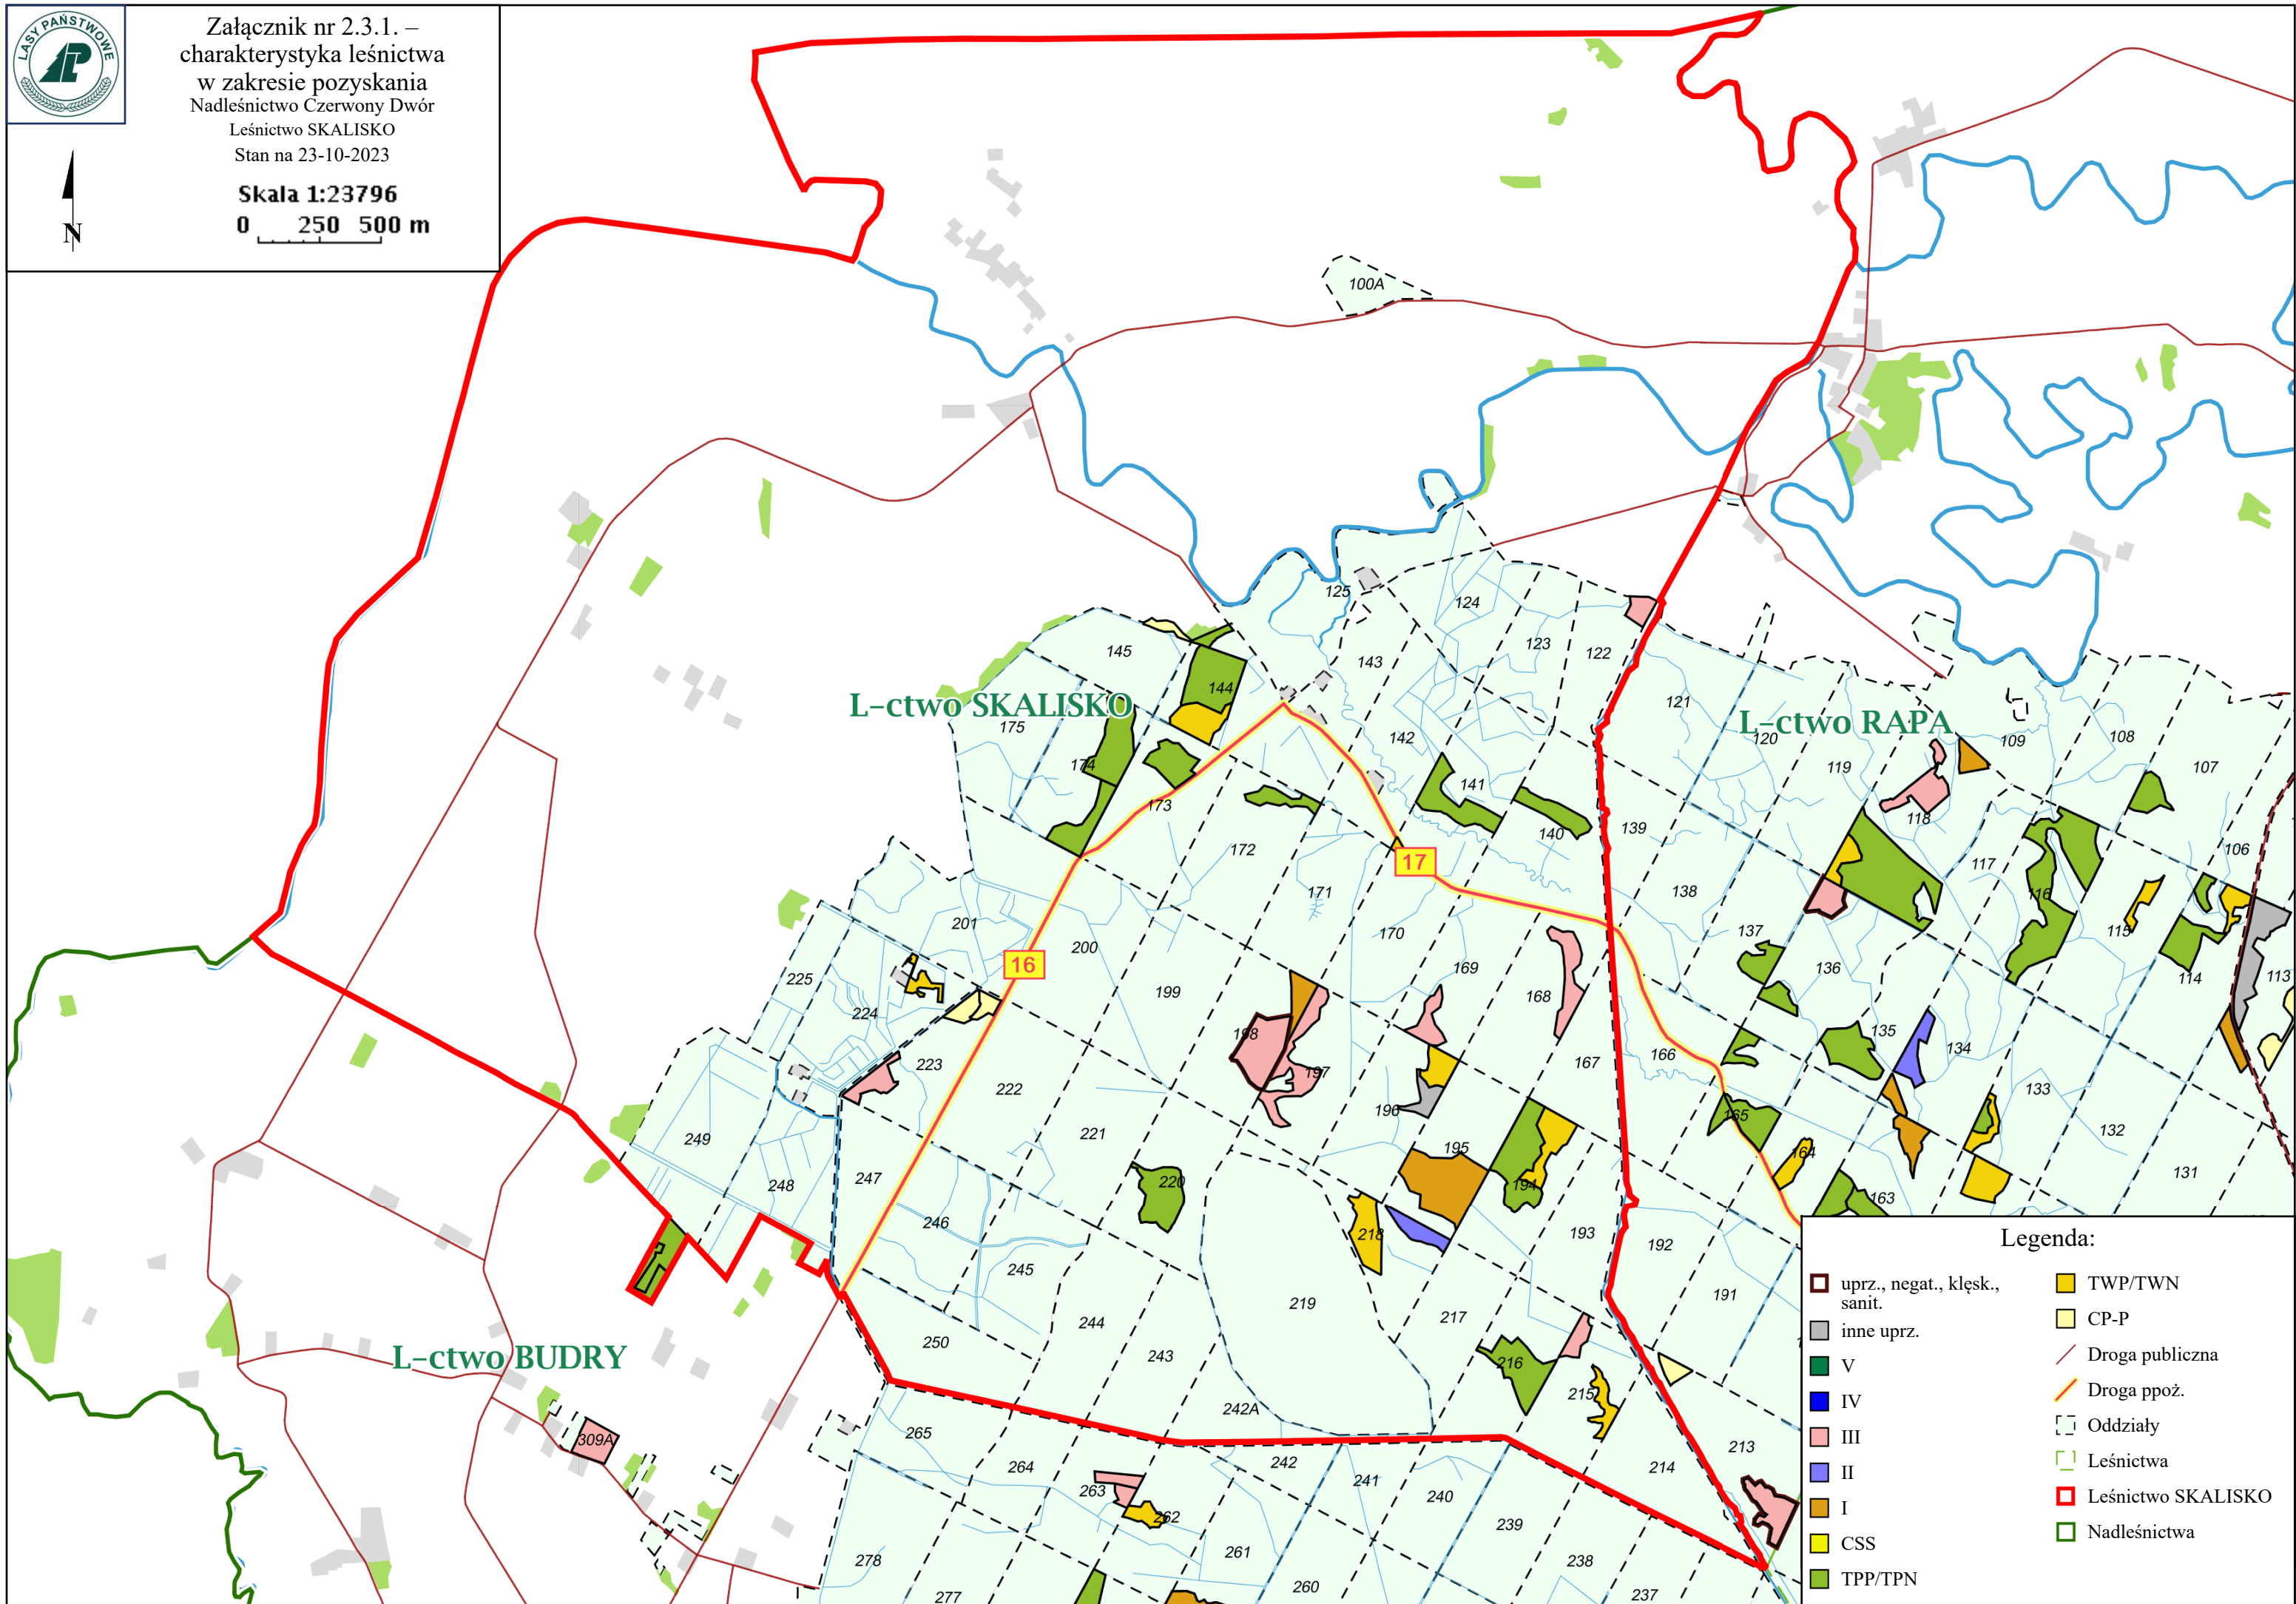 LASY PAŃSTWOWE
LP
Załącznik nr 2.3.1. –
charakterystyka leśnictwa
w zakresie pozyskania
Nadleśnictwo Czerwony Dwór
Leśnictwo SKALISKO
Stan na 23-10-2023
Skala 1:23796
0 250 500 m
N
100A
125
124
123
122
143
145
144
121
L-ctwo SKALISKO
L-ctwo RAPA
175
142
120
109
108
174
119
107
141
173
118
140
139
172
17
117
106
171
138
116
201
170
137
115
200
16
169
136
225
199
168
114
113
224
198
135
134
223
167
166
197
222
133
196
165
221
132
249
195
164
131
248
247
220
194
163
246
218
193
192
245
219
191
244
217
250
243
216
215
L-ctwo BUDRY
242A
309A
265
213
264
242
214
241
263
240
262
239
261
278
238
260
277
237
Legenda:
uprz., negat., klęsk.,
sanit.
inne uprz.
V
IV
III
II
I
CSS
TPP/TPN
TWP/TWN
CP-P
Droga publiczna
Droga ppoż.
Oddziały
Leśnictwa
Leśnictwo SKALISKO
Nadleśnictwa